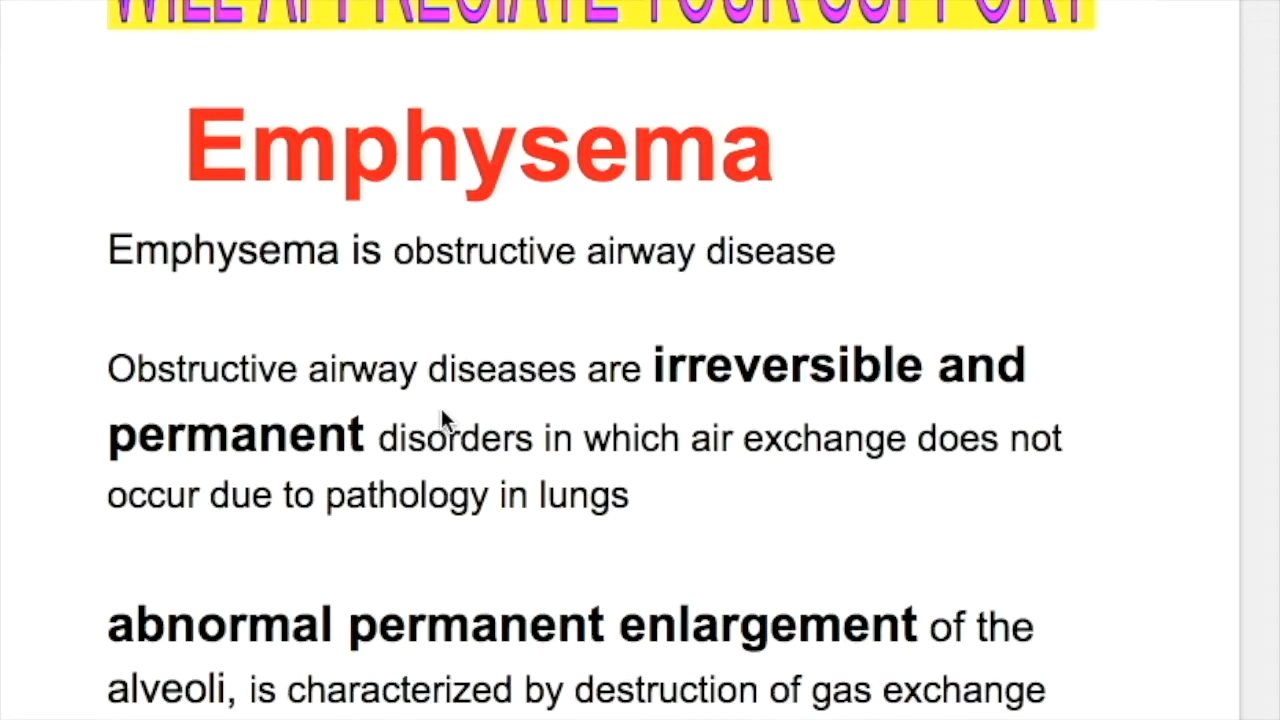 WILL APPRECIATE YOUR SUPPORT
Emphysema
Emphysema is obstructive airway disease
Obstructive airway diseases are irreversible and
permanent disorders in which air exchange does not
occur due to pathology in lungs
abnormal permanent enlargement of the
alveoli, is characterized by destruction of gas exchange